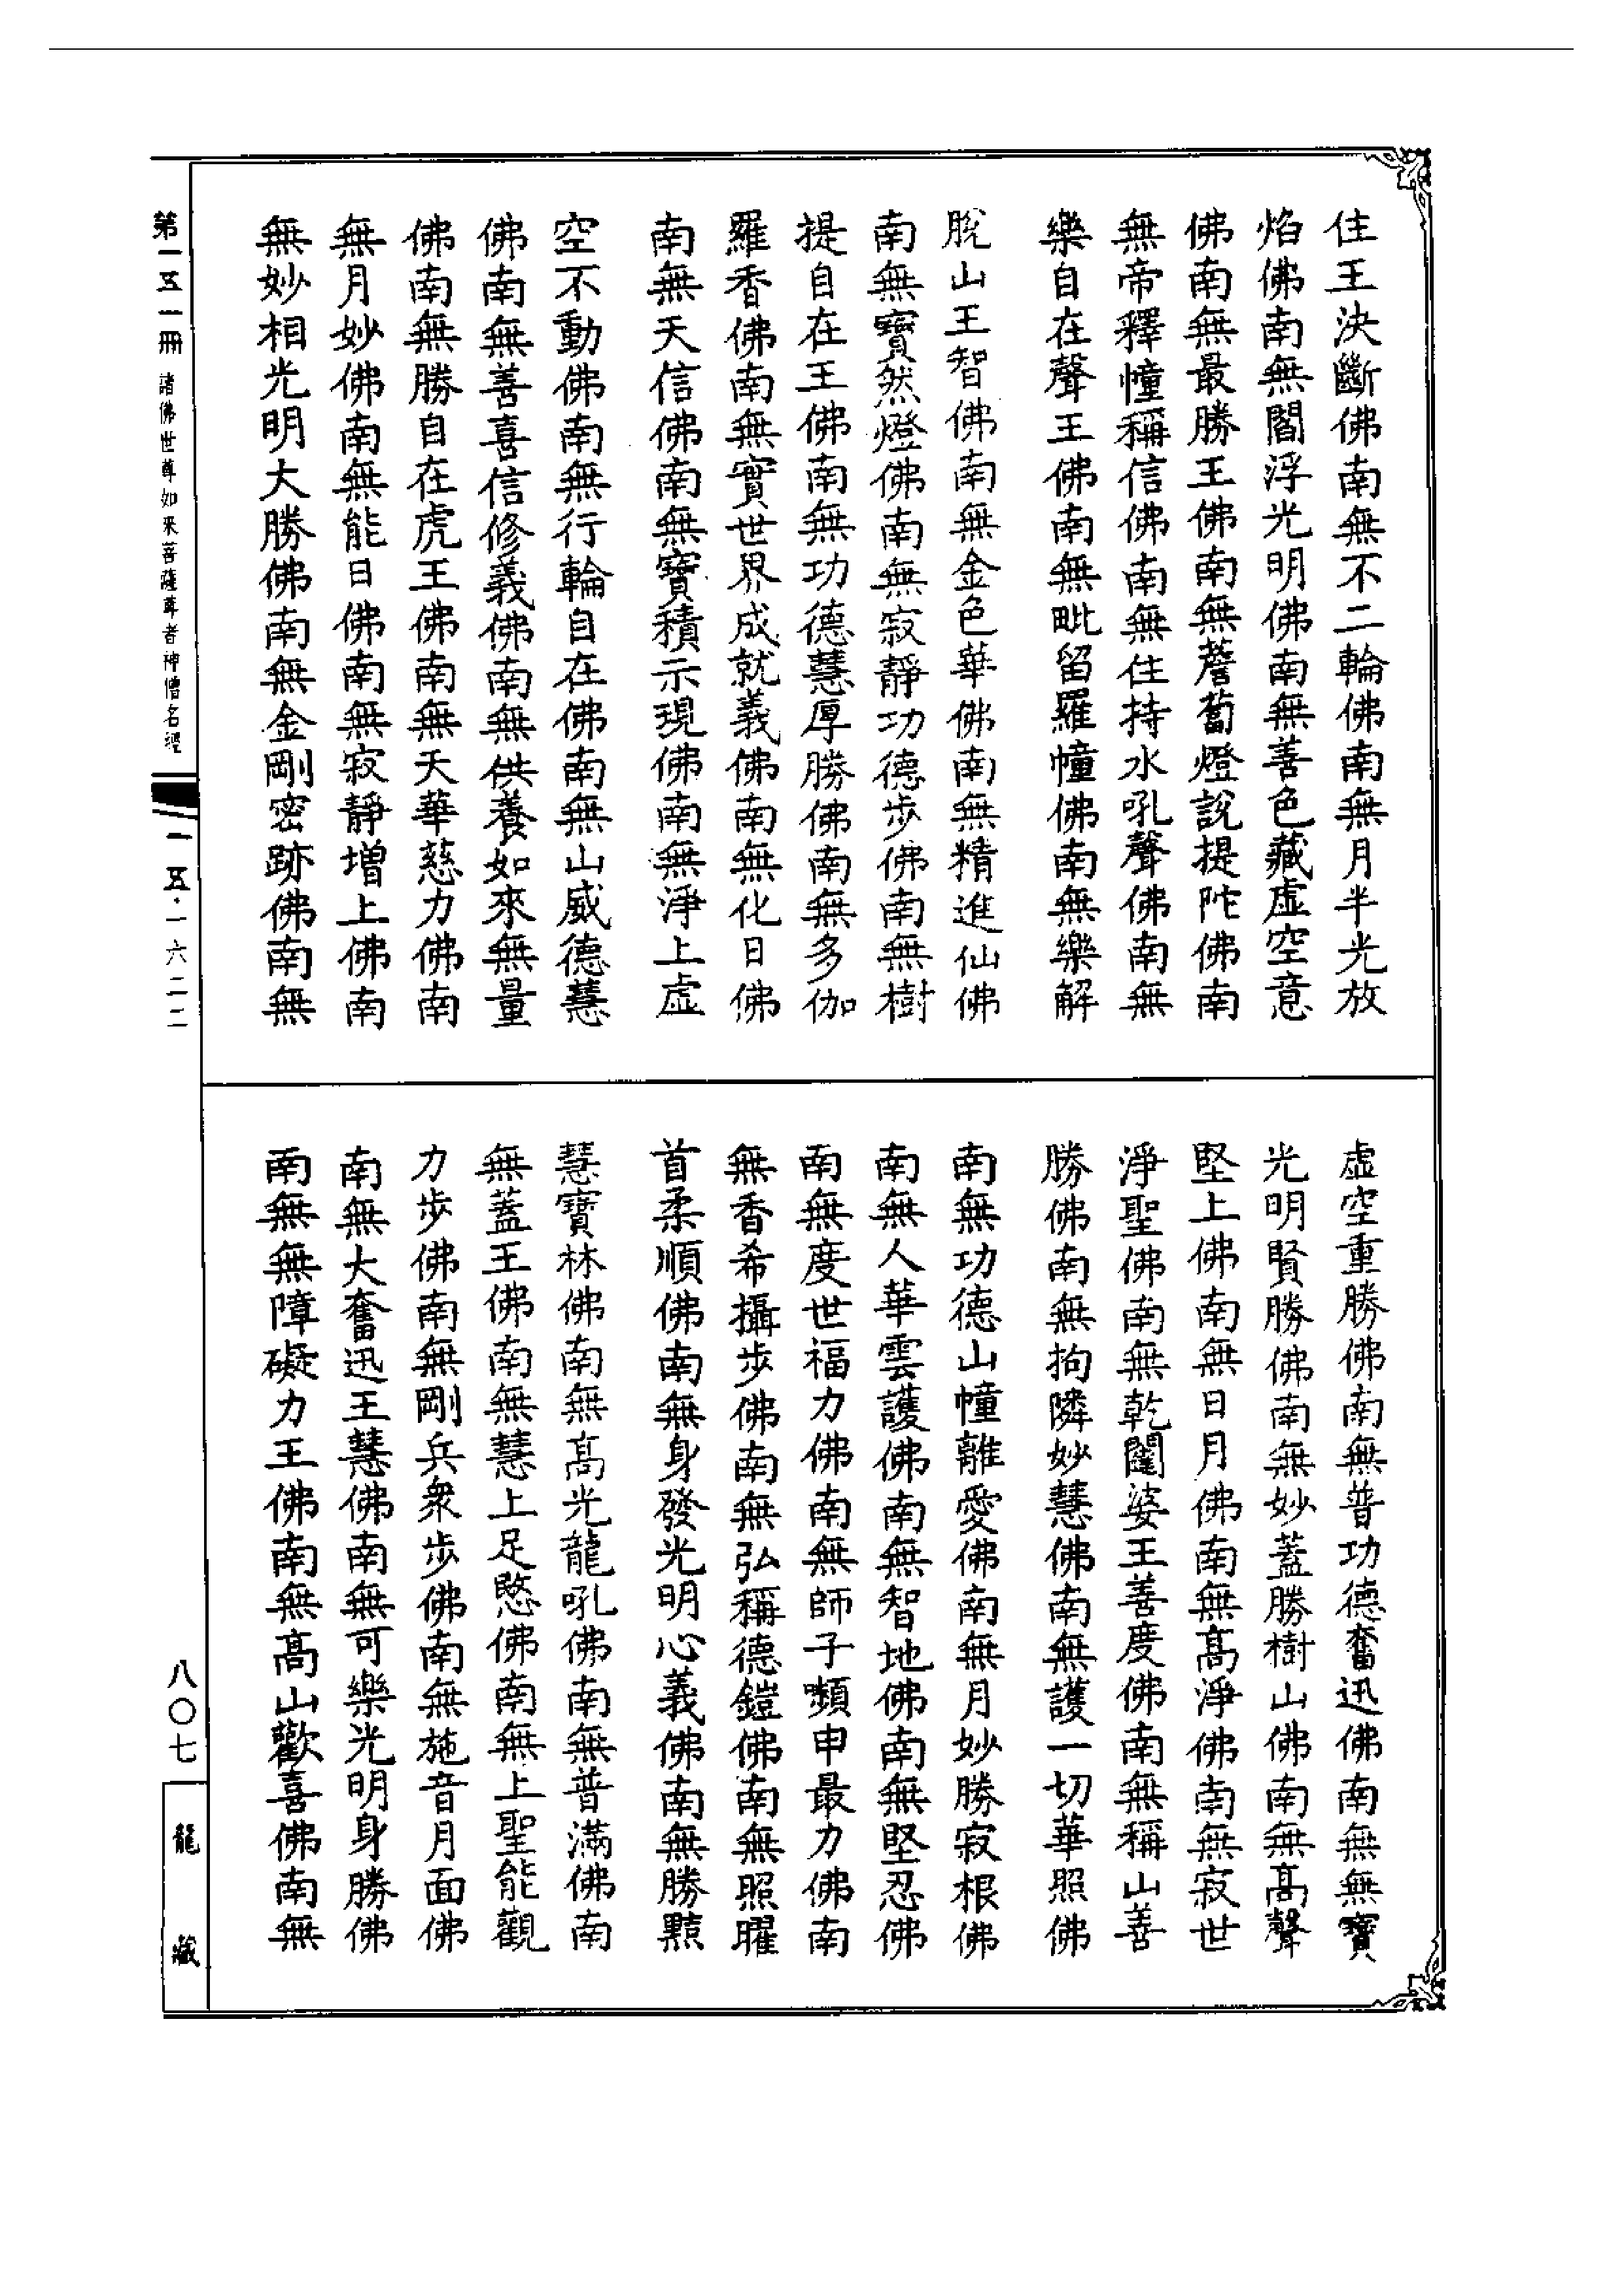 住王決斷佛南無不二輪佛南無月半光放
焰佛南無閻浮光明佛南無善色藏虛空意
佛南無最勝王佛南無薝蔔燈說提陀佛南
無帝釋幢稱信佛南無住持水吼聲佛南無
樂自在聲王佛南無毗留羅幢佛南無樂解
脫山王智佛南無金色華佛南無精進仙佛
南無寶然燈佛南無寂靜功德步佛南無樹
提自在王佛南無功德慧厚勝佛南無多伽
羅香佛南無實世界成就義佛南無化日佛
南無天信佛南無寶積示現佛南無淨上虛
空不動佛南無行輪自在佛南無山威德慧
佛南無善喜信修義佛南無供養如來無量
佛南無勝自在虎王佛南無天華慈力佛南
無月妙佛南無能日佛南無寂靜增上佛南
無妙相光明大勝佛南無金剛密跡佛南無
虛空重勝佛南無普功德奮迅佛南無無寶
光明賢勝佛南無妙蓋勝樹山佛南無高聲
堅上佛南無日月佛南無高淨佛南無寂世
淨聖佛南無乾闥婆王善度佛南無稱山善
勝佛南無拘隣妙慧佛南無護一切華照佛
南無功德山幢離愛佛南無月妙勝寂根佛
南無人華雲護佛南無智地佛南無堅忍佛
南無度世福力佛南無師子嚬申最力佛南
無香希攝步佛南無弘稱德鎧佛南無照曜
首柔順佛南無身發光明心義佛南無勝黠
慧寶林佛南無高光龍吼佛南無普滿佛南
無蓋王佛南無慧上足愍佛南無上聖能觀
力步佛南無剛兵衆步佛南無施音月面佛
南無大奮迅王慧佛南無可樂光明身勝佛
南無無障礙力王佛南無高山歡喜佛南無
第一五一冊 諸佛世尊如來菩薩尊者神僧名經
一五·一六二二
八〇七
龍藏